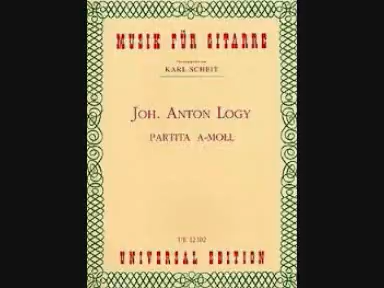 MUSIK FÜR GITARRE
KARL SCHEIT
JOH. ANTON LOGY
PARTITA A-MOLL
UNIVERSAL EDITION